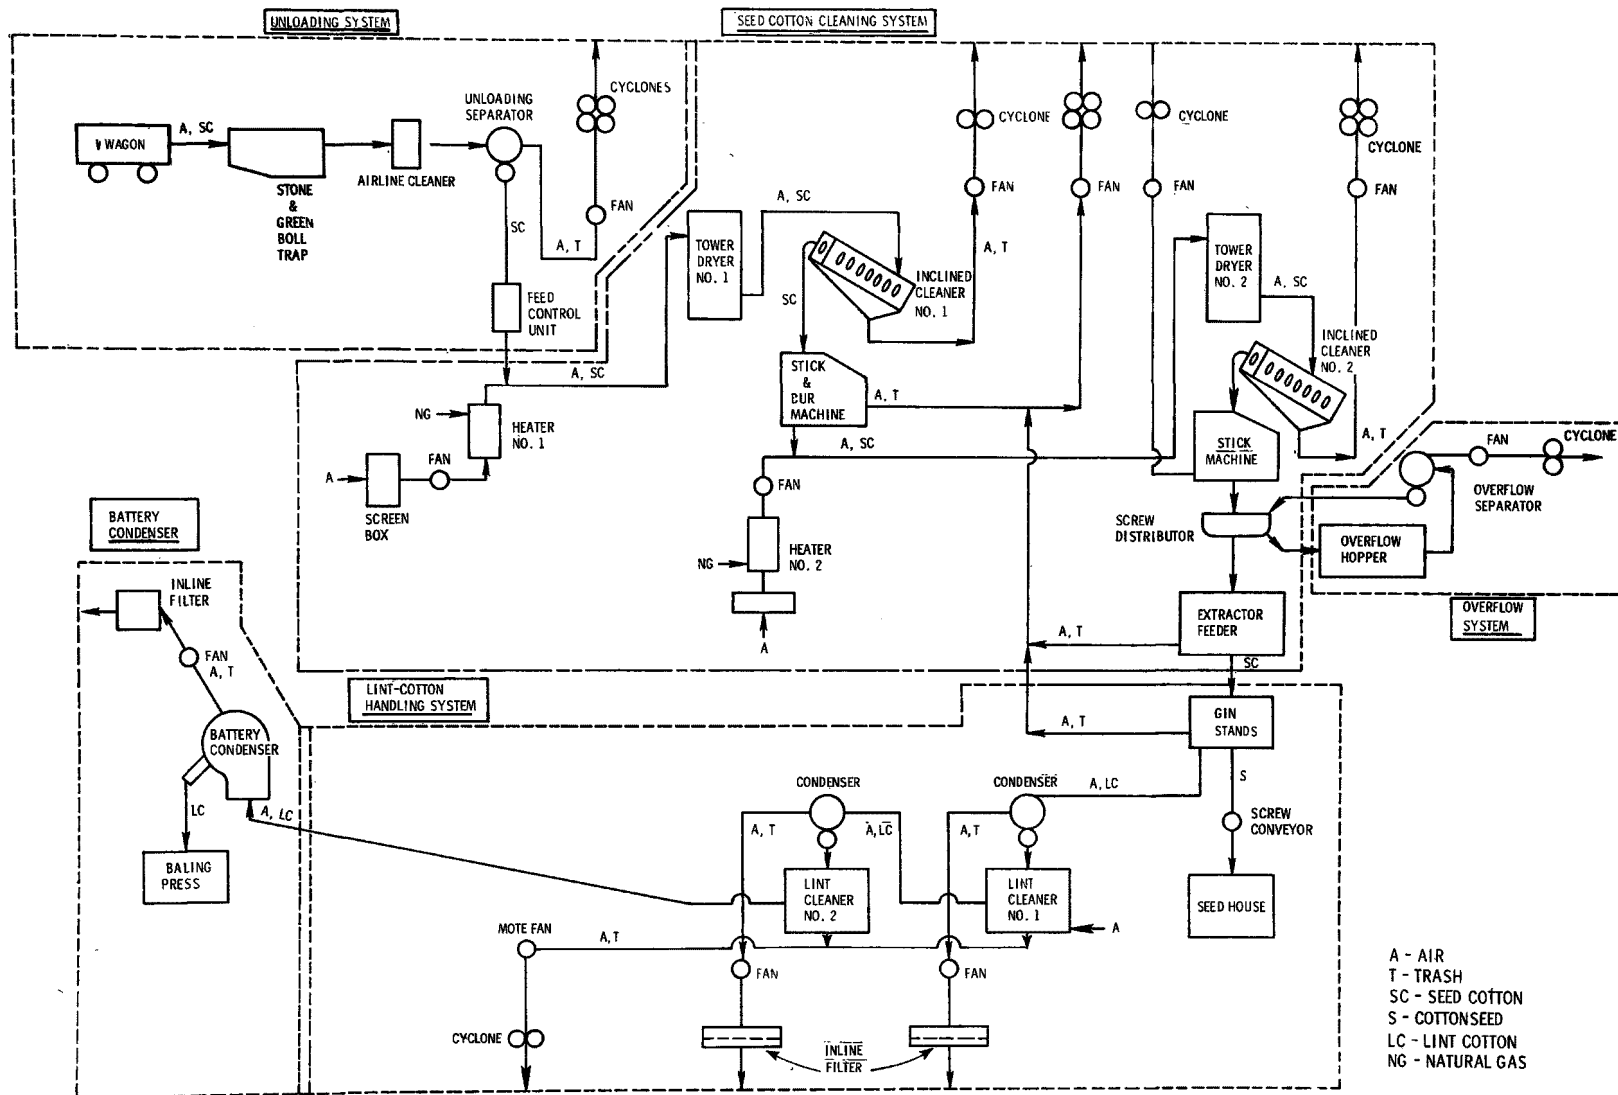 UNLOADING SYSTEM
SEED COTTON CLEANING SYSTEM
WAGON
A, SC
STONE
&
GREEN
BOLL
TRAP
AIRLINE CLEANER
UNLOADING
SEPARATOR
CYCLONES
FAN
A, T
SC
FEED
CONTROL
UNIT
A, SC
NG
HEATER
NO. 1
FAN
A
SCREEN
BOX
TOWER
DRYER
NO. 1
A, SC
SC
INCLINED
CLEANER
NO. 1
CYCLONE
FAN
A, T
FAN
STICK
&
BUR
MACHINE
A, T
A, SC
FAN
NG
HEATER
NO. 2
A
CYCLONE
FAN
TOWER
DRYER
NO. 2
A, SC
CYCLONE
FAN
INCLINED
CLEANER
NO. 2
A, T
STICK
MACHINE
SCREW
DISTRIBUTOR
FAN
CYCLONE
OVERFLOW
SEPARATOR
OVERFLOW
HOPPER
OVERFLOW
SYSTEM
EXTRACTOR
FEEDER
A, T
SC
BATTERY
CONDENSER
INLINE
FILTER
FAN
A, T
BATTERY
CONDENSER
LC
A, LC
BALING
PRESS
LINT-COTTON
HANDLING SYSTEM
GIN
STANDS
A, T
A, LC
S
SCREW
CONVEYOR
SEED HOUSE
CONDENSER
CONDENSER
A, T
A, LC
A, T
LINT
CLEANER
NO. 2
LINT
CLEANER
NO. 1
A
MOTE FAN
A, T
FAN
FAN
CYCLONE
INLINE
FILTER
A - AIR
T - TRASH
SC - SEED COTTON
S - COTTONSEED
LC - LINT COTTON
NG - NATURAL GAS